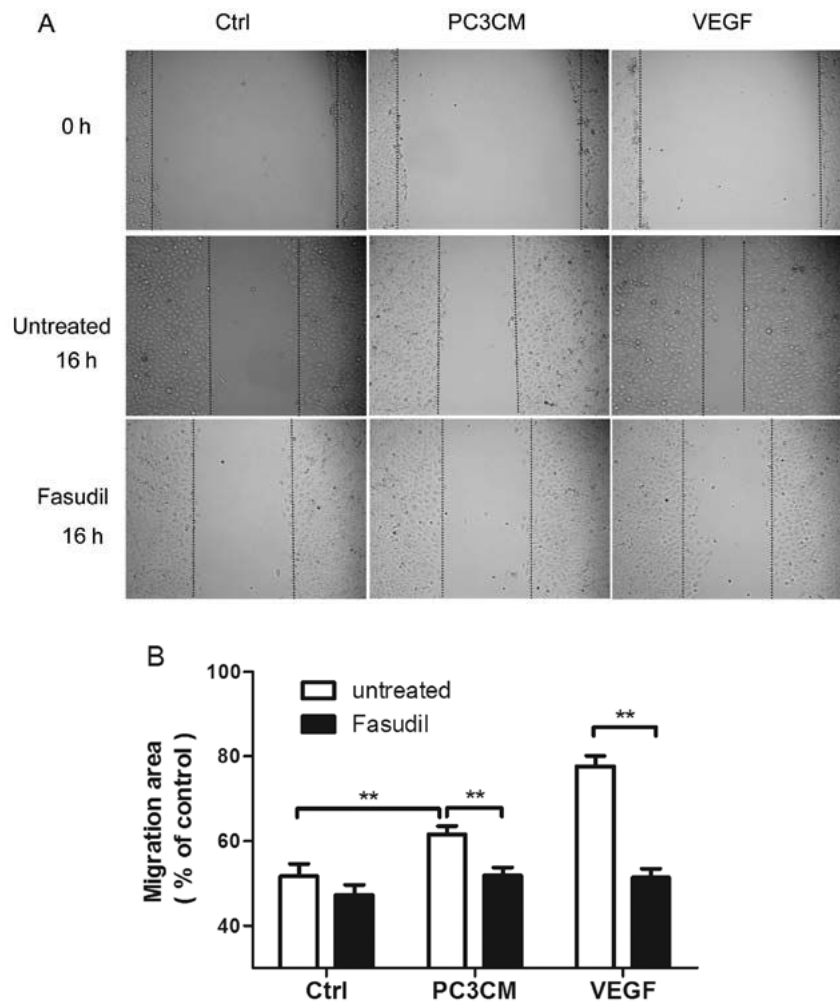 A
Ctrl PC3CM VEGF
0 h
Untreated
16 h
Fasudil
16 h
B
Migration area
( % of control )
100
80
60
40
untreated
Fasudil
**
**
**
Ctrl PC3CM VEGF